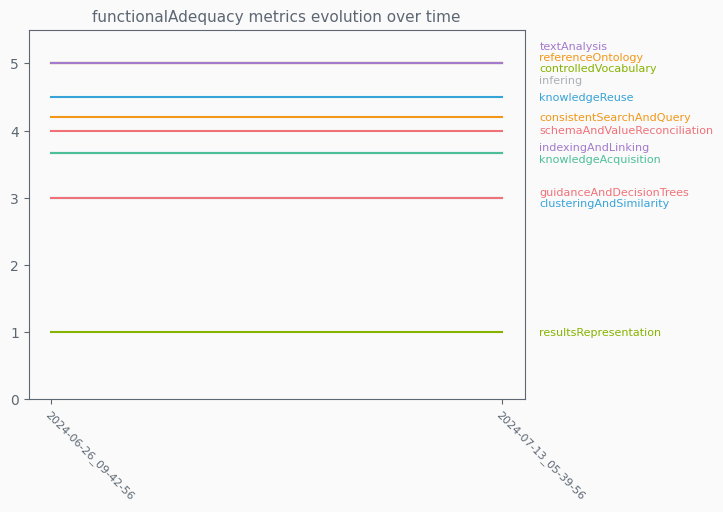 functionalAdequacy metrics evolution over time
5
4
3
2
1
0
textAnalysis
referenceOntology
controlledVocabulary
infering
knowledgeReuse
consistentSearchAndQuery
schemaAndValueReconciliation
indexingAndLinking
knowledgeAcquisition
guidanceAndDecisionTrees
clusteringAndSimilarity
resultsRepresentation
2024-06-26_09-42-56
2024-07-13_05-39-56